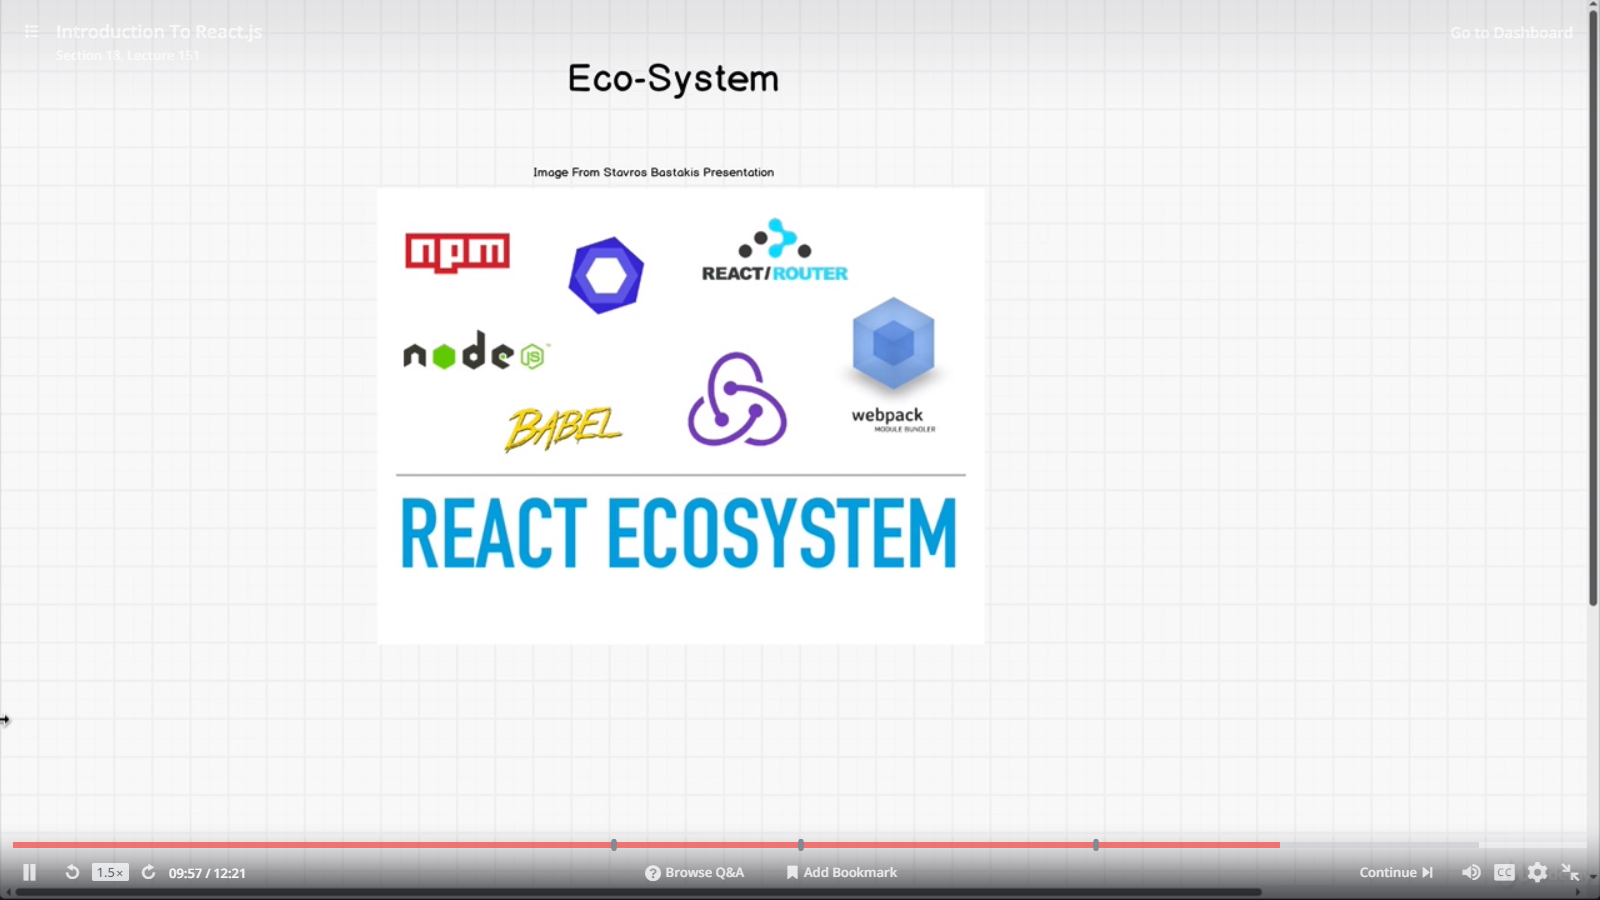 Introduction To React.js
Go to Dashboard
Section 18, Lecture 151
Eco-System
Image From Stavros Bastakis Presentation
npm
REACT/ROUTER
node JS
BABEL
webpack
MODULE BUNDLER
REACT ECOSYSTEM
1.5×
09:57 / 12:21
Browse Q&A
Add Bookmark
Continue
CC